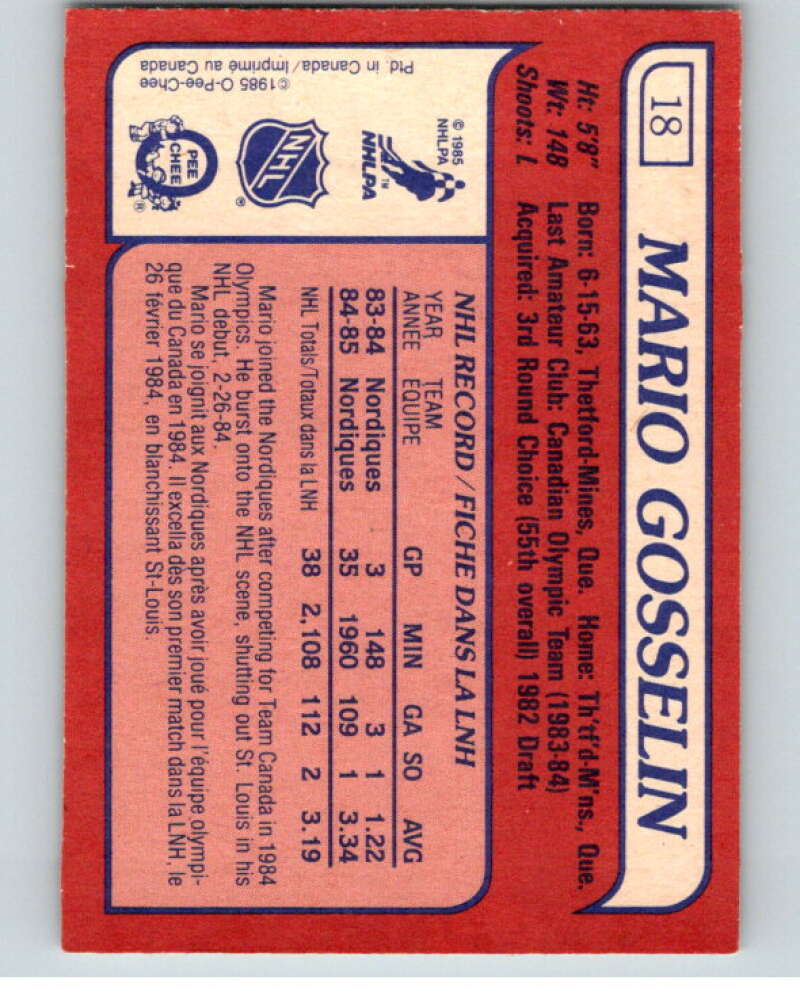 18
MARIO GOSSELIN
Ht: 5'8" Born: 6-15-63, Thetford-Mines, Que. Home: Th'tf'd-M'ns., Que.
Wt: 148 Last Amateur Club: Canadian Olympic Team (1983-84)
Shoots: L Acquired: 3rd Round Choice (55th overall) 1982 Draft
© 1985
NHLPA
NHLPA
TM
NHL
®
PEE
CHEE
®
©1985 O-Pee-Chee
Ptd. in Canada/Imprimé au Canada
NHL RECORD / FICHE DANS LA LNH
YEAR TEAM
ANNEE EQUIPE GP MIN GA SO AVG
83-84 Nordiques 3 148 3 1 1.22
84-85 Nordiques 35 1960 109 1 3.34
NHL Totals/Totaux dans la LNH 38 2,108 112 2 3.19
Mario joined the Nordiques after competing for Team Canada in 1984
Olympics. He burst onto the NHL scene, shutting out St. Louis in his
NHL debut, 2-26-84.
Mario se joignit aux Nordiques après avoir joué pour l'équipe olympi-
que du Canada en 1984. Il excella dès son premier match dans la LNH, le
26 février 1984, en blanchissant St-Louis.